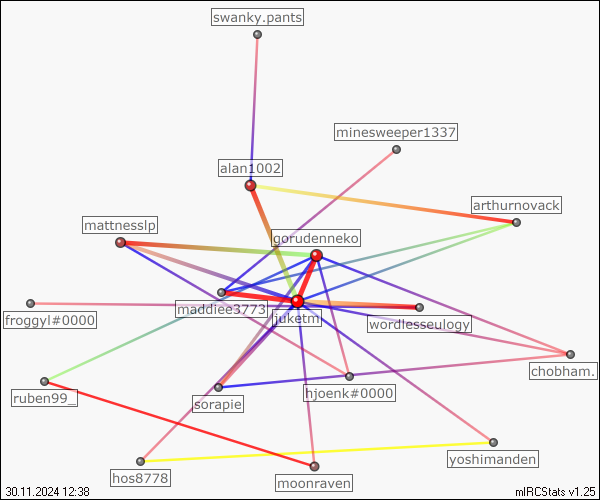 swanky.pants
minesweeper1337
alan1002
arthurnovack
mattnesslp
gorudenneko
maddiee3773
juketm
wordlesseulogy
froggyl#0000
chobham.
ruben99_
sorapie
hjoenk#0000
yoshimanden
hos8778
moonraven
30.11.2024 12:38
mIRCStats v1.25